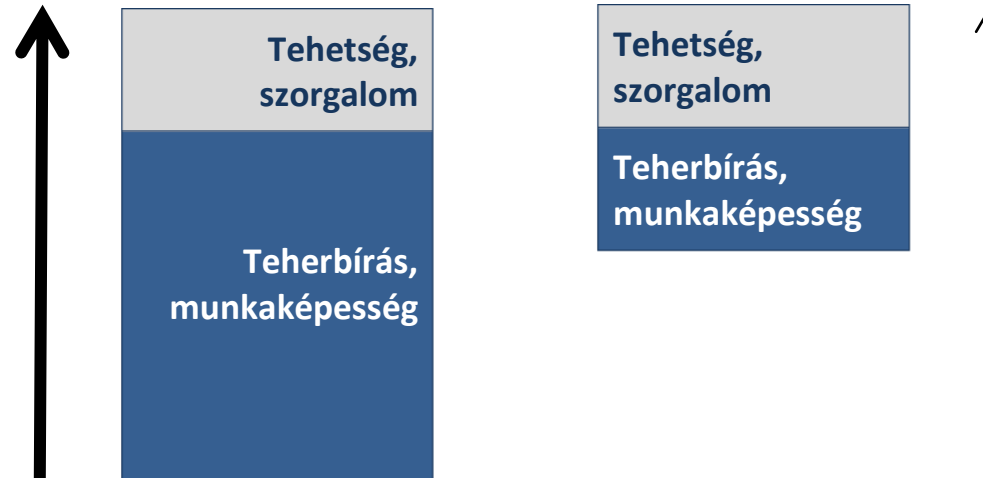 Tehetség,
szorgalom
Teherbírás,
munkaképesség
Tehetség,
szorgalom
Teherbírás,
munkaképesség